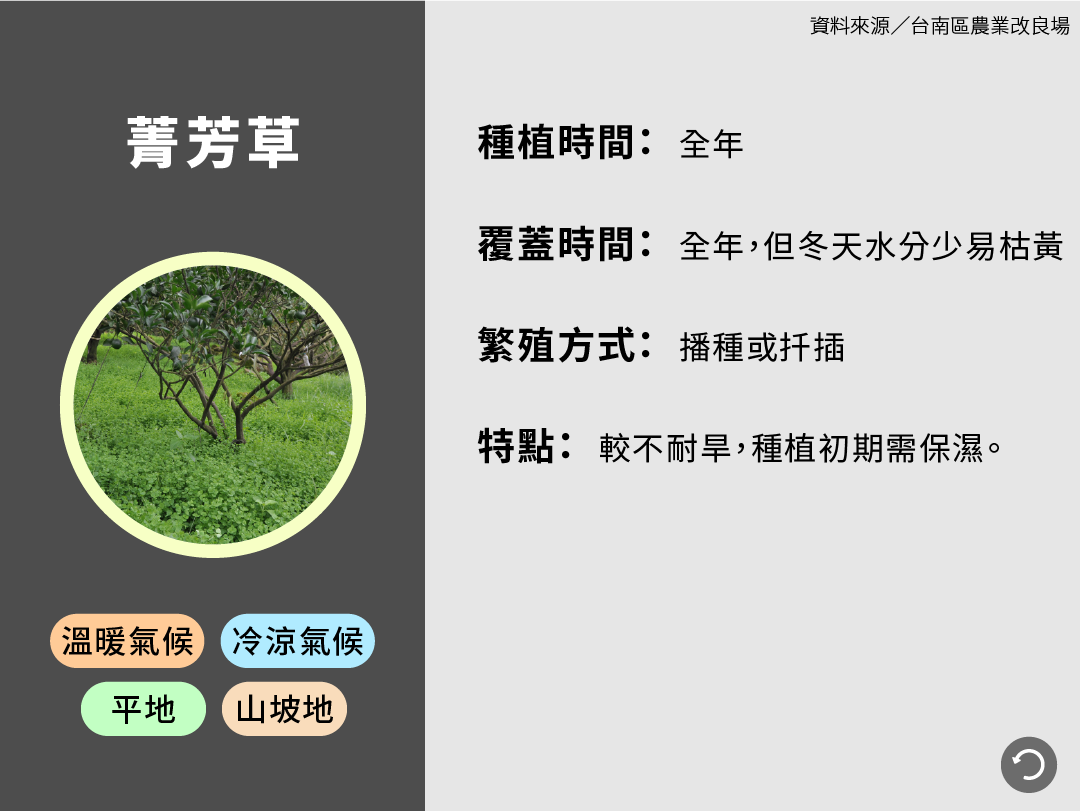 資料來源／台南區農業改良場
菁芳草
種植時間：全年
覆蓋時間：全年，但冬天水分少易枯黃
繁殖方式：播種或扦插
特點：較不耐旱，種植初期需保濕。
溫暖氣候 冷涼氣候
平地 山坡地